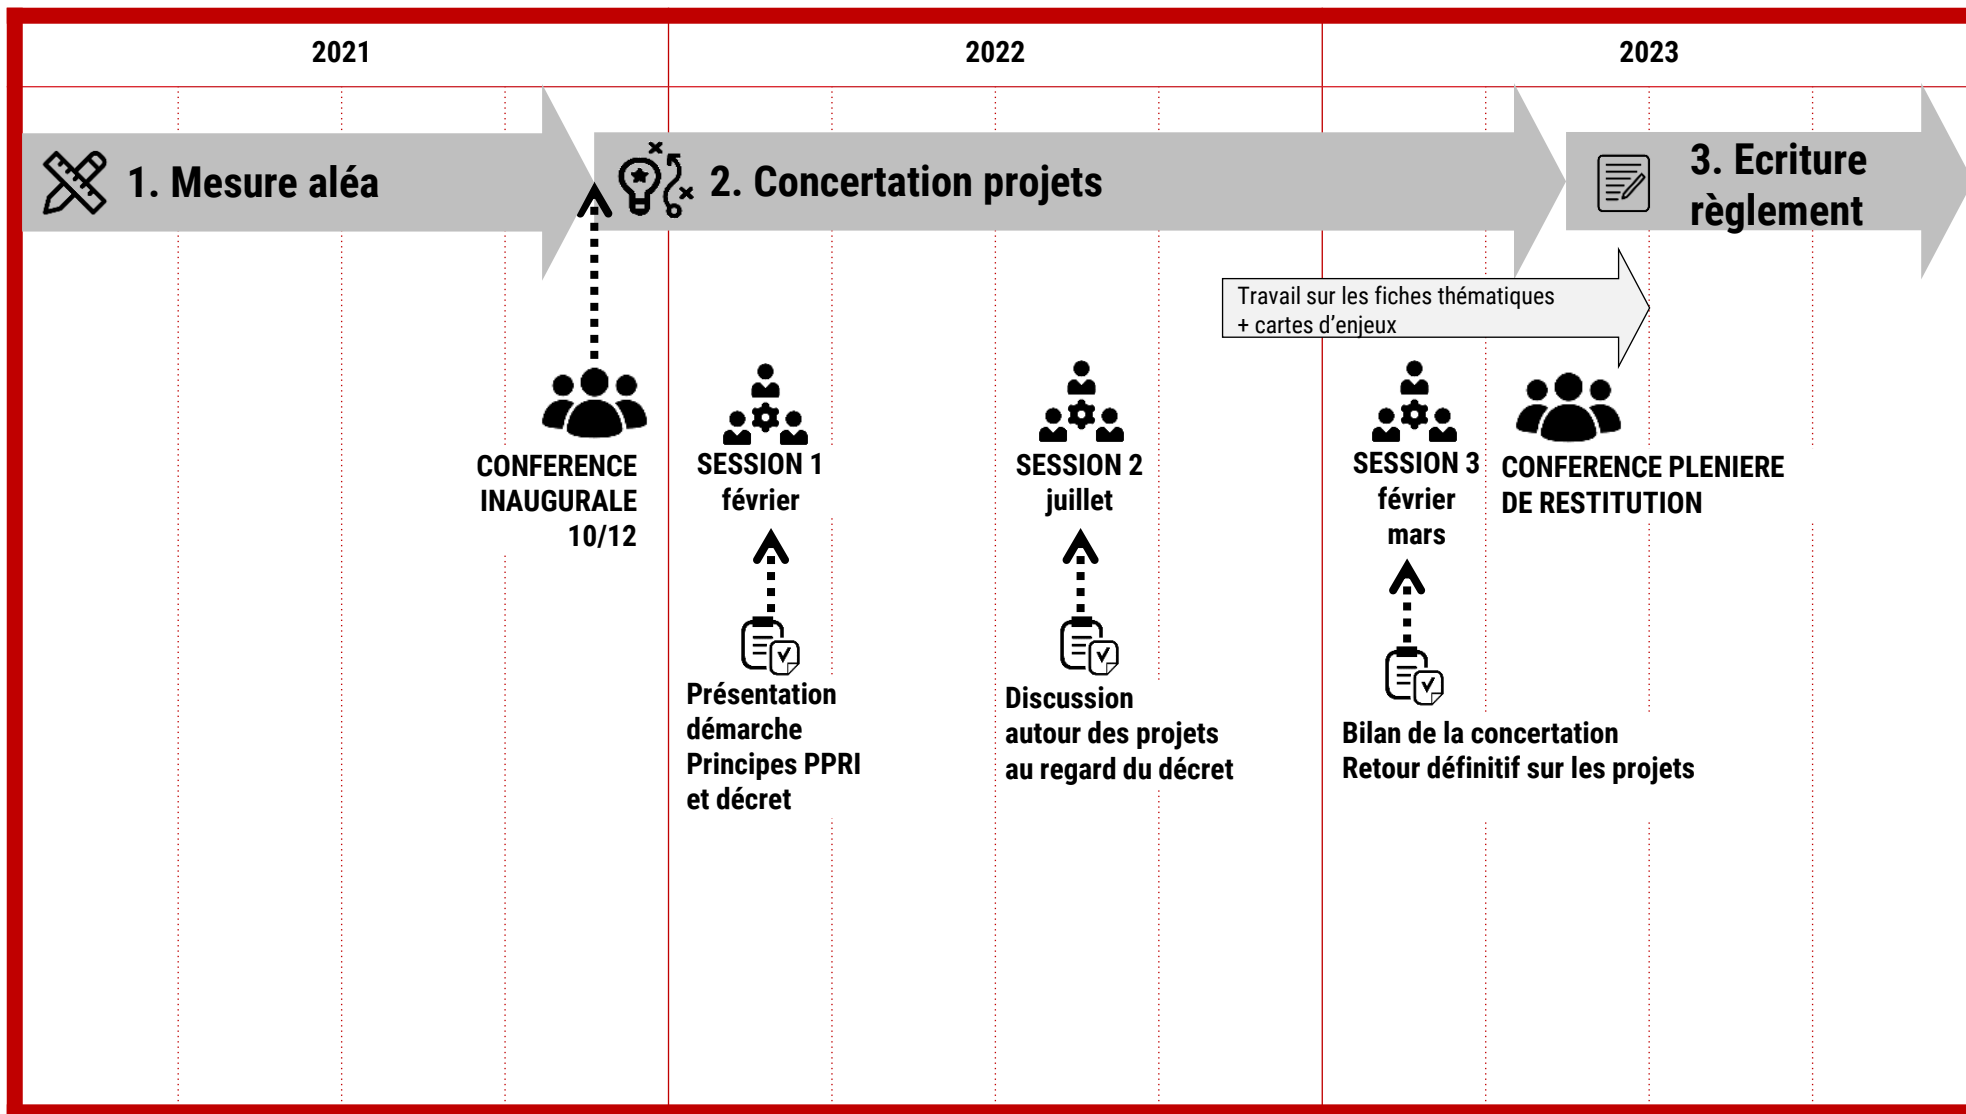 2021
2022
2023
1. Mesure aléa
2. Concertation projets
3. Ecriture
règlement
Travail sur les fiches thématiques
+ cartes d’enjeux
CONFERENCE
INAUGURALE
10/12
SESSION 1
février
SESSION 2
juillet
SESSION 3
février
mars
CONFERENCE PLENIERE
DE RESTITUTION
Présentation
démarche
Principes PPRI
et décret
Discussion
autour des projets
au regard du décret
Bilan de la concertation
Retour définitif sur les projets